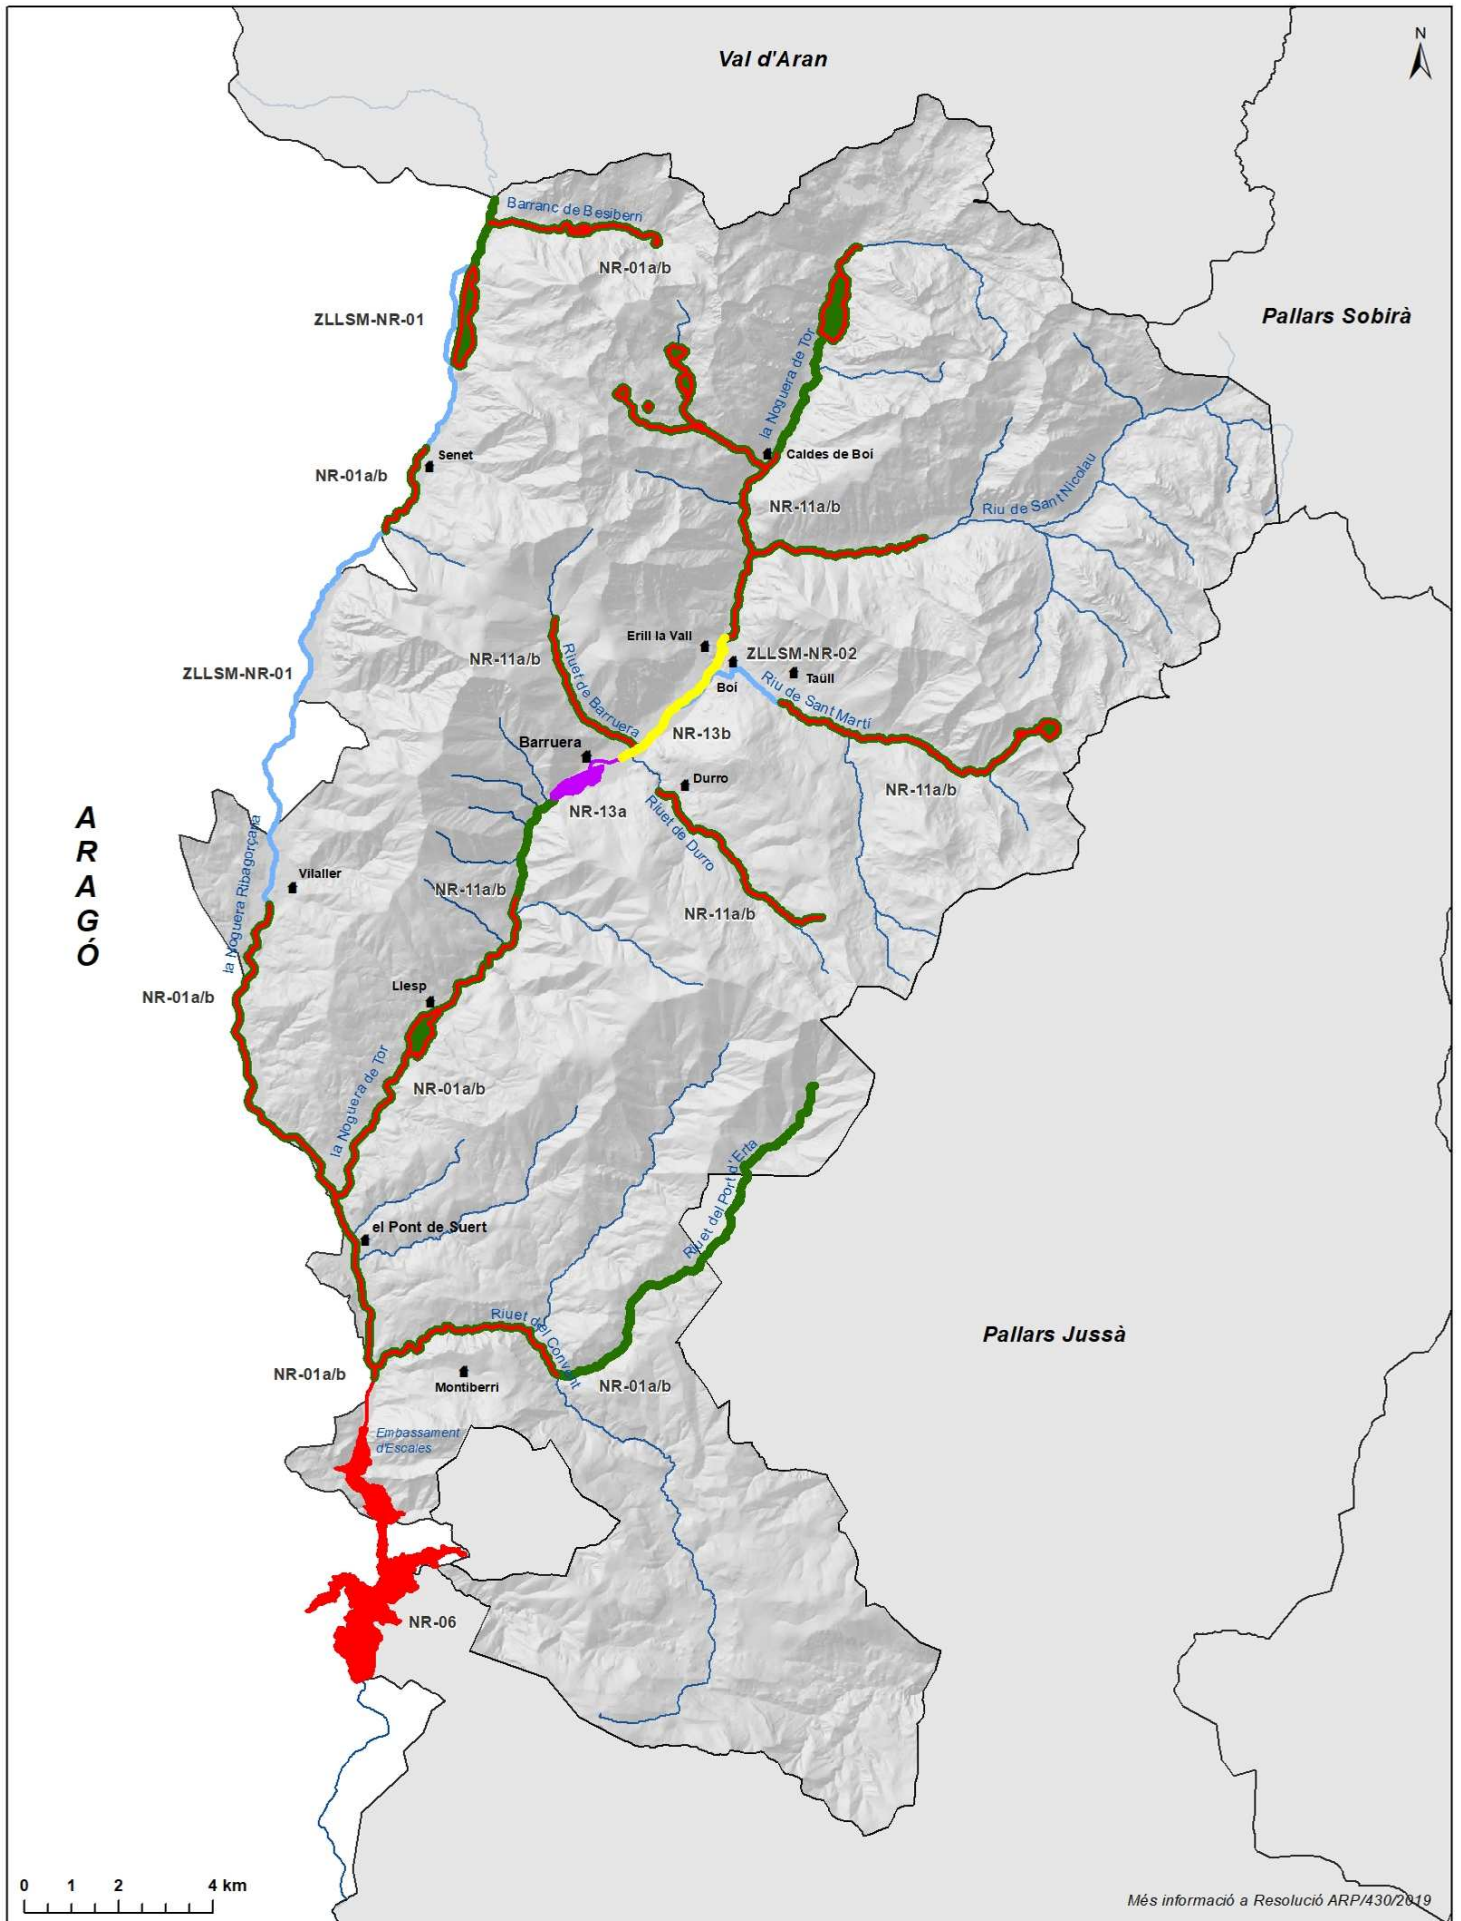 N
Val d'Aran
Barranc de Besiberri
NR-01a/b
ZLLSM-NR-01
Pallars Sobirà
la Noguera de Tor
Senet
Caldes de Boí
NR-01a/b
NR-11a/b
Riu de Sant Nicolau
Erill la Vall
ZLLSM-NR-02
NR-11a/b
Riuet de Barruera
ZLLSM-NR-01
Taüll
Boí
Riu de Sant Martí
NR-13b
Barruera
Durro
NR-11a/b
NR-13a
Riuet de Durro
A
R
A
G
Ó
la Noguera Ribagorçana
Vilaller
NR-11a/b
NR-11a/b
Llesp
NR-01a/b
la Noguera de Tor
NR-01a/b
Riuet del Port d'Erta
el Pont de Suert
Riuet del Convent
Pallars Jussà
NR-01a/b
Montiberri
NR-01a/b
Embassament
d'Escales
NR-06
0 1 2 4 km
Més informació a Resolució ARP/430/2019